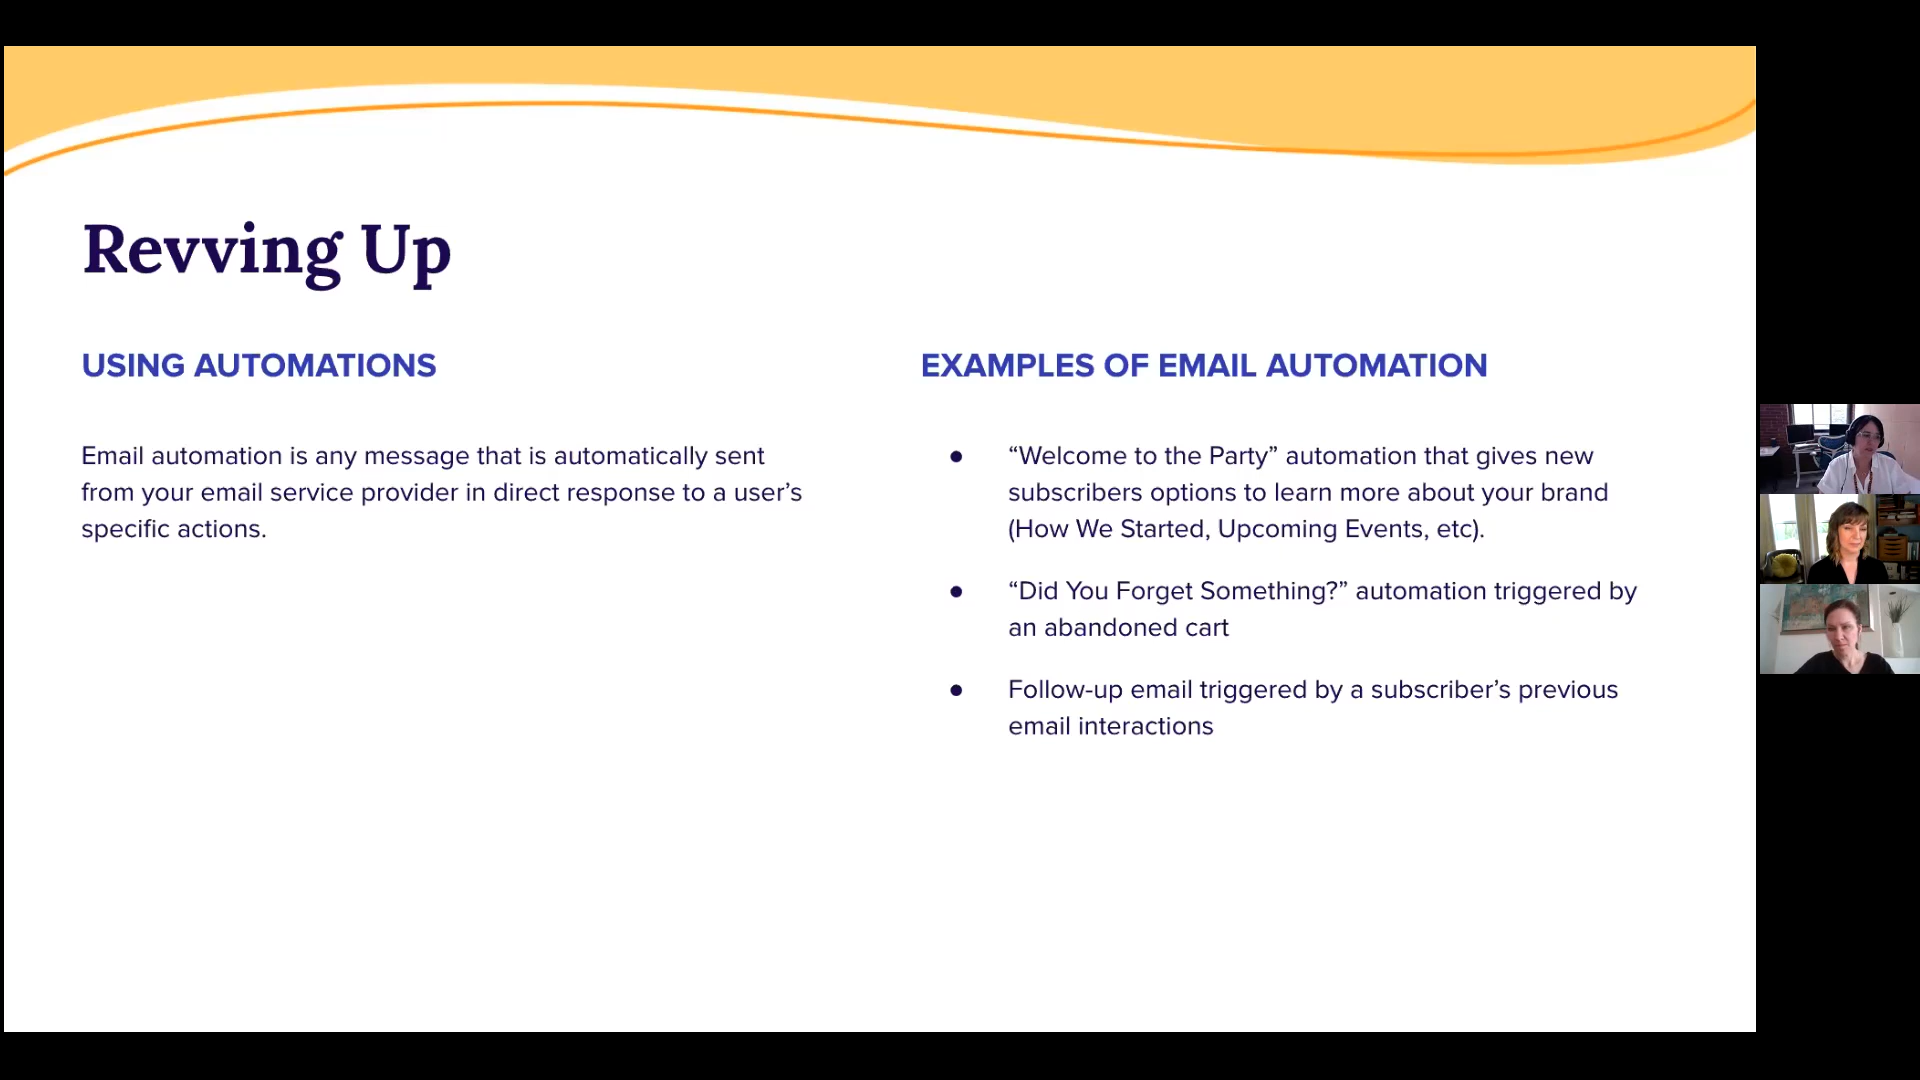 Revving Up
USING AUTOMATIONS
Email automation is any message that is automatically sent
from your email service provider in direct response to a user’s
specific actions.
EXAMPLES OF EMAIL AUTOMATION
● “Welcome to the Party” automation that gives new
subscribers options to learn more about your brand
(How We Started, Upcoming Events, etc).
● “Did You Forget Something?” automation triggered by
an abandoned cart
● Follow-up email triggered by a subscriber’s previous
email interactions